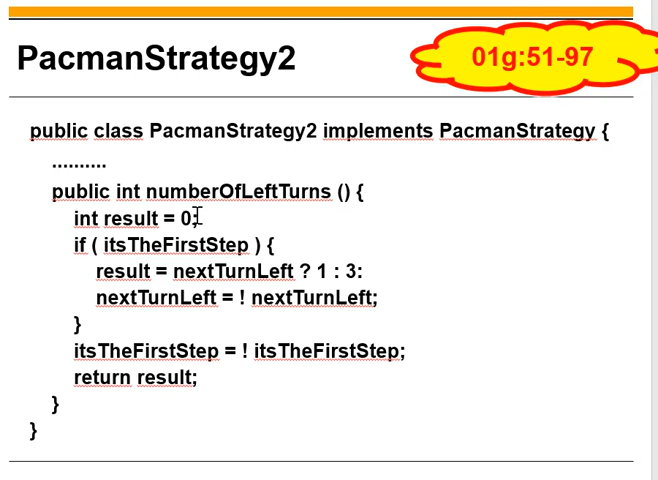 PacmanStrategy2
01g:51-97
public class PacmanStrategy2 implements PacmanStrategy {
..........
public int numberOfLeftTurns () {
int result = 0;
if ( itsTheFirstStep ) {
result = nextTurnLeft ? 1 : 3:
nextTurnLeft = ! nextTurnLeft;
}
itsTheFirstStep = ! itsTheFirstStep;
return result;
}
}